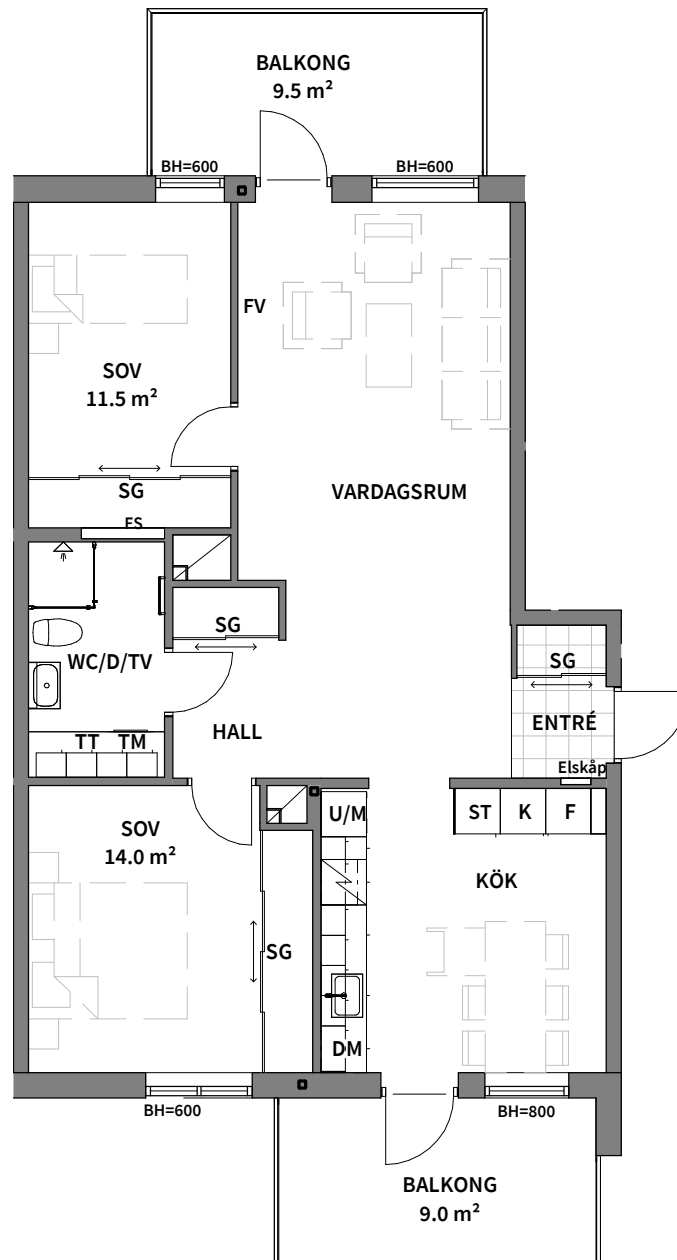 BALKONG
9.5 m²
BH=600
BH=600
FV
SOV
11.5 m²
SG
VARDAGSRUM
FS
SG
WC/D/TV
SG
HALL
ENTRÉ
TT TM
Elskåp
U/M
ST K F
SOV
14.0 m²
KÖK
SG
DM
BH=600
BH=800
BALKONG
9.0 m²